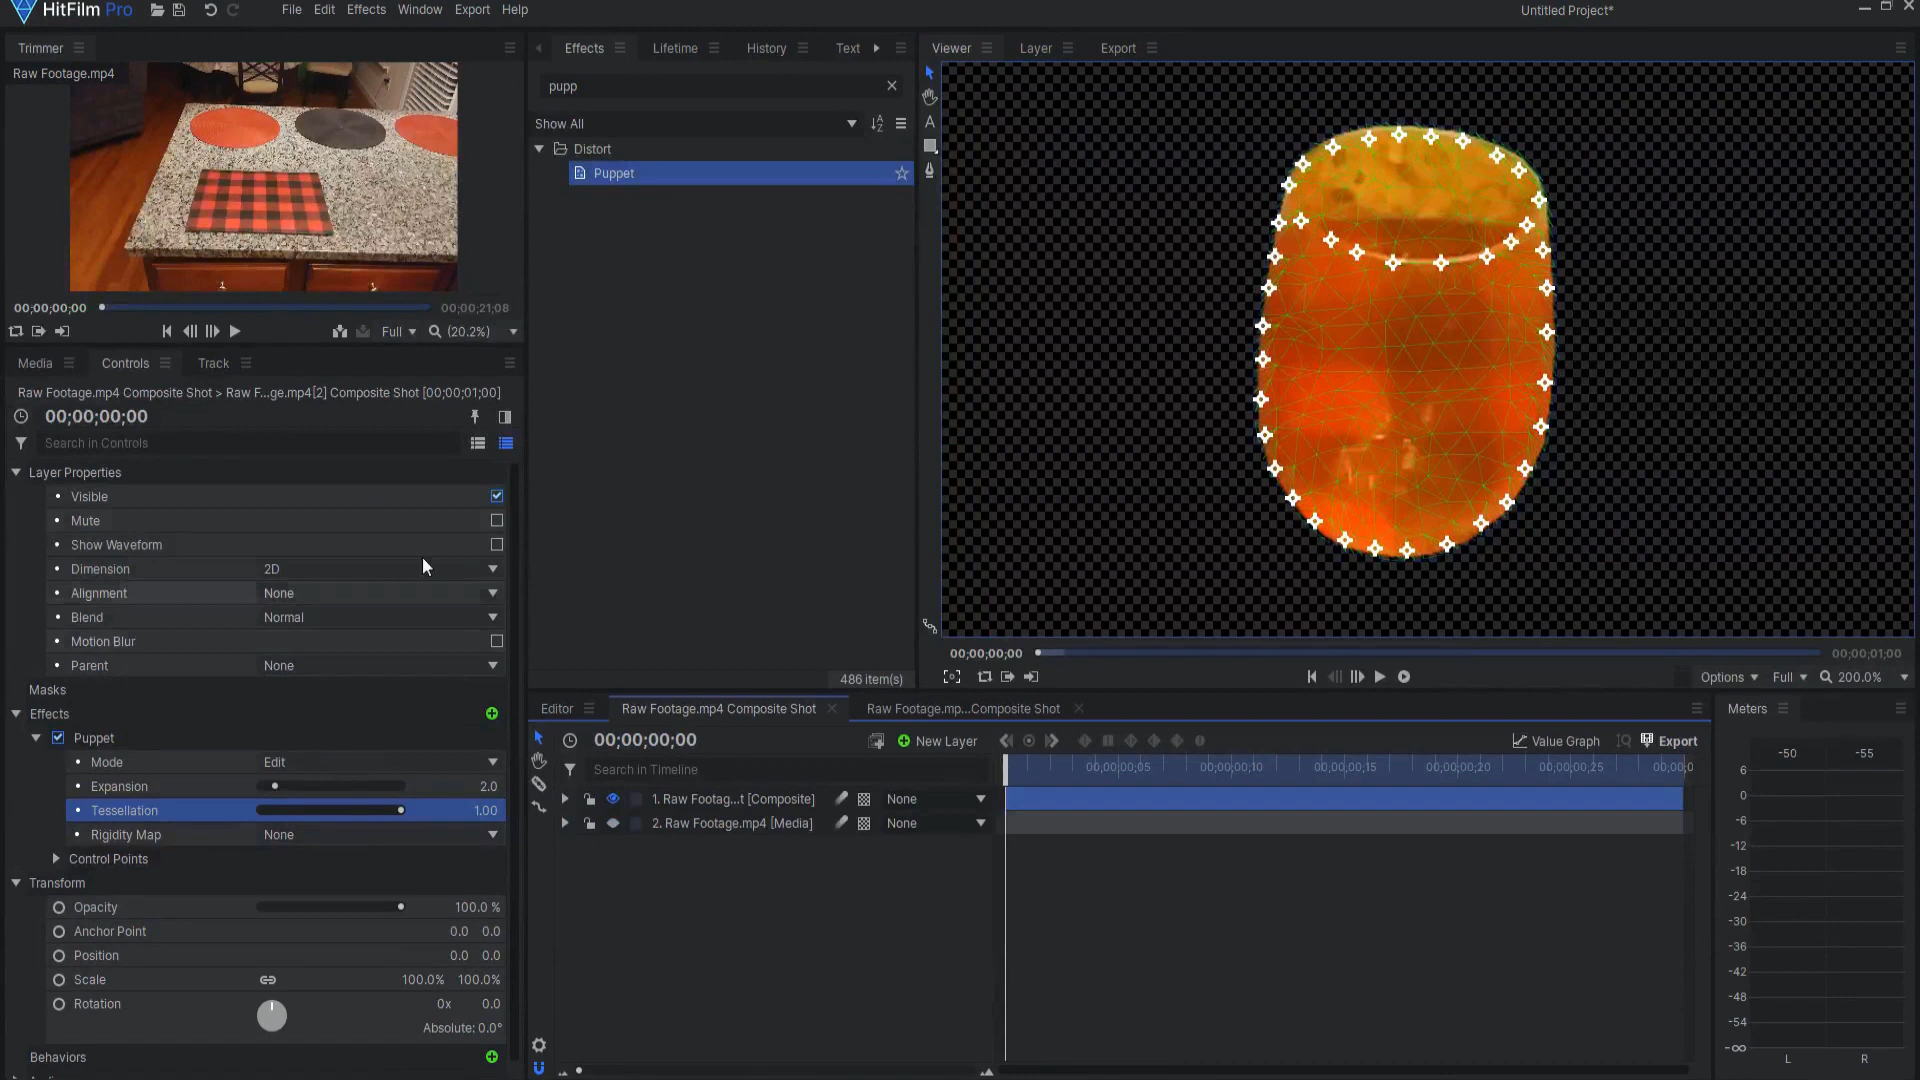 HitFilm Pro
File Edit Effects Window Export Help
Untitled Project*
Trimmer
Raw Footage.mp4
00;00;00;00
00;00;21;08
Full
(20.2%)
Effects Lifetime History Text
pupp
Show All
Distort
Puppet
486 item(s)
Viewer Layer Export
00;00;00;00
00;00;01;00
Options Full 200.0%
Media Controls Track
Raw Footage.mp4 Composite Shot > Raw F...ge.mp4[2] Composite Shot [00;00;01;00]
00;00;00;00
Search in Controls
Layer Properties
Visible
Mute
Show Waveform
Dimension 2D
Alignment None
Blend Normal
Motion Blur
Parent None
Masks
Effects
Puppet
Mode Edit
Expansion 2.0
Tessellation 1.00
Rigidity Map None
Control Points
Transform
Opacity 100.0 %
Anchor Point 0.0 0.0
Position 0.0 0.0
Scale 100.0% 100.0%
Rotation 0x 0.0
Absolute: 0.0°
Behaviors
Editor Raw Footage.mp4 Composite Shot Raw Footage.mp...Composite Shot
00;00;00;00
New Layer
Value Graph
Export
Search in Timeline
00;00;00;05 00;00;00;10 00;00;00;15 00;00;00;20 00;00;00;25 00;00;0
1. Raw Footag...t [Composite] None
2. Raw Footage.mp4 [Media] None
Meters
-50 -55
6
0
-6
-12
-18
-24
-30
-36
-42
-48
-54
-∞
L R